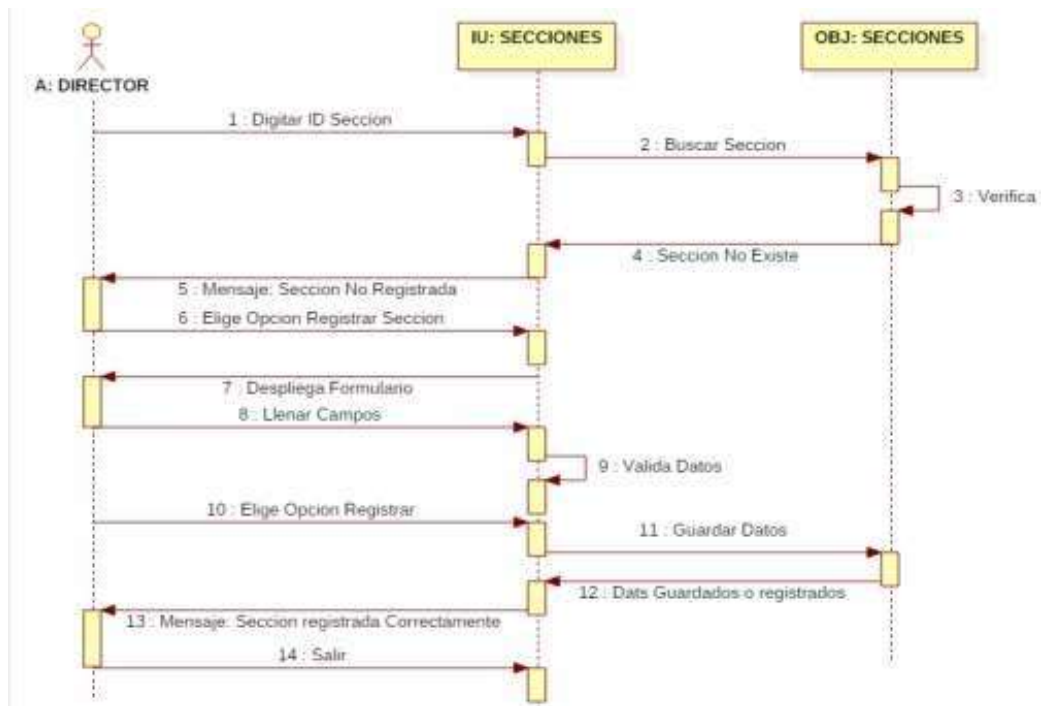 IU: SECCIONES
OBJ: SECCIONES
A: DIRECTOR
1 : Digitar ID Seccion
2 : Buscar Seccion
3 : Verifica
4 : Seccion No Existe
5 : Mensaje: Seccion No Registrada
6 : Elige Opcion Registrar Seccion
7 : Despliega Formulario
8 : Llenar Campos
9 : Valida Datos
10 : Elige Opcion Registrar
11 : Guardar Datos
12 : Dats Guardados o registrados
13 : Mensaje: Seccion registrada Correctamente
14 : Salir